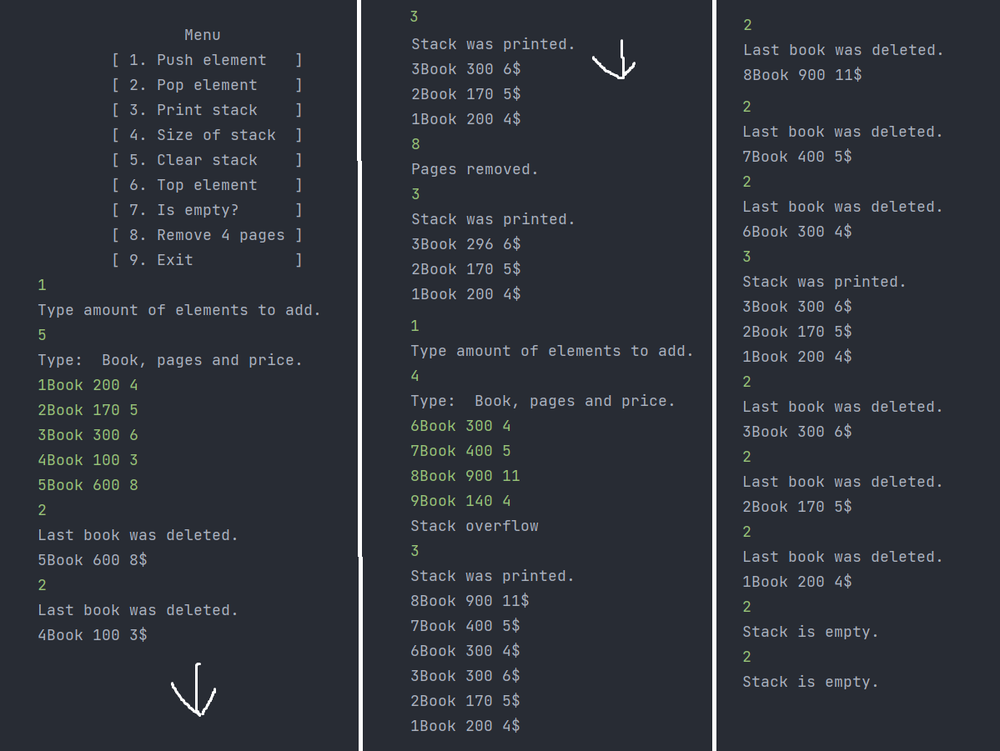 Menu
[ 1. Push element   ]
[ 2. Pop element    ]
[ 3. Print stack    ]
[ 4. Size of stack  ]
[ 5. Clear stack    ]
[ 6. Top element    ]
[ 7. Is empty?      ]
[ 8. Remove 4 pages ]
[ 9. Exit           ]
1
Type amount of elements to add.
5
Type:  Book, pages and price.
1Book 200 4
2Book 170 5
3Book 300 6
4Book 100 3
5Book 600 8
2
Last book was deleted.
5Book 600 8$
2
Last book was deleted.
4Book 100 3$
3
Stack was printed.
3Book 300 6$
2Book 170 5$
1Book 200 4$
8
Pages removed.
3
Stack was printed.
3Book 296 6$
2Book 170 5$
1Book 200 4$
1
Type amount of elements to add.
4
Type:  Book, pages and price.
6Book 300 4
7Book 400 5
8Book 900 11
9Book 140 4
Stack overflow
3
Stack was printed.
8Book 900 11$
7Book 400 5$
6Book 300 4$
3Book 300 6$
2Book 170 5$
1Book 200 4$
2
Last book was deleted.
8Book 900 11$
2
Last book was deleted.
7Book 400 5$
2
Last book was deleted.
6Book 300 4$
3
Stack was printed.
3Book 300 6$
2Book 170 5$
1Book 200 4$
2
Last book was deleted.
3Book 300 6$
2
Last book was deleted.
2Book 170 5$
2
Last book was deleted.
1Book 200 4$
2
Stack is empty.
2
Stack is empty.